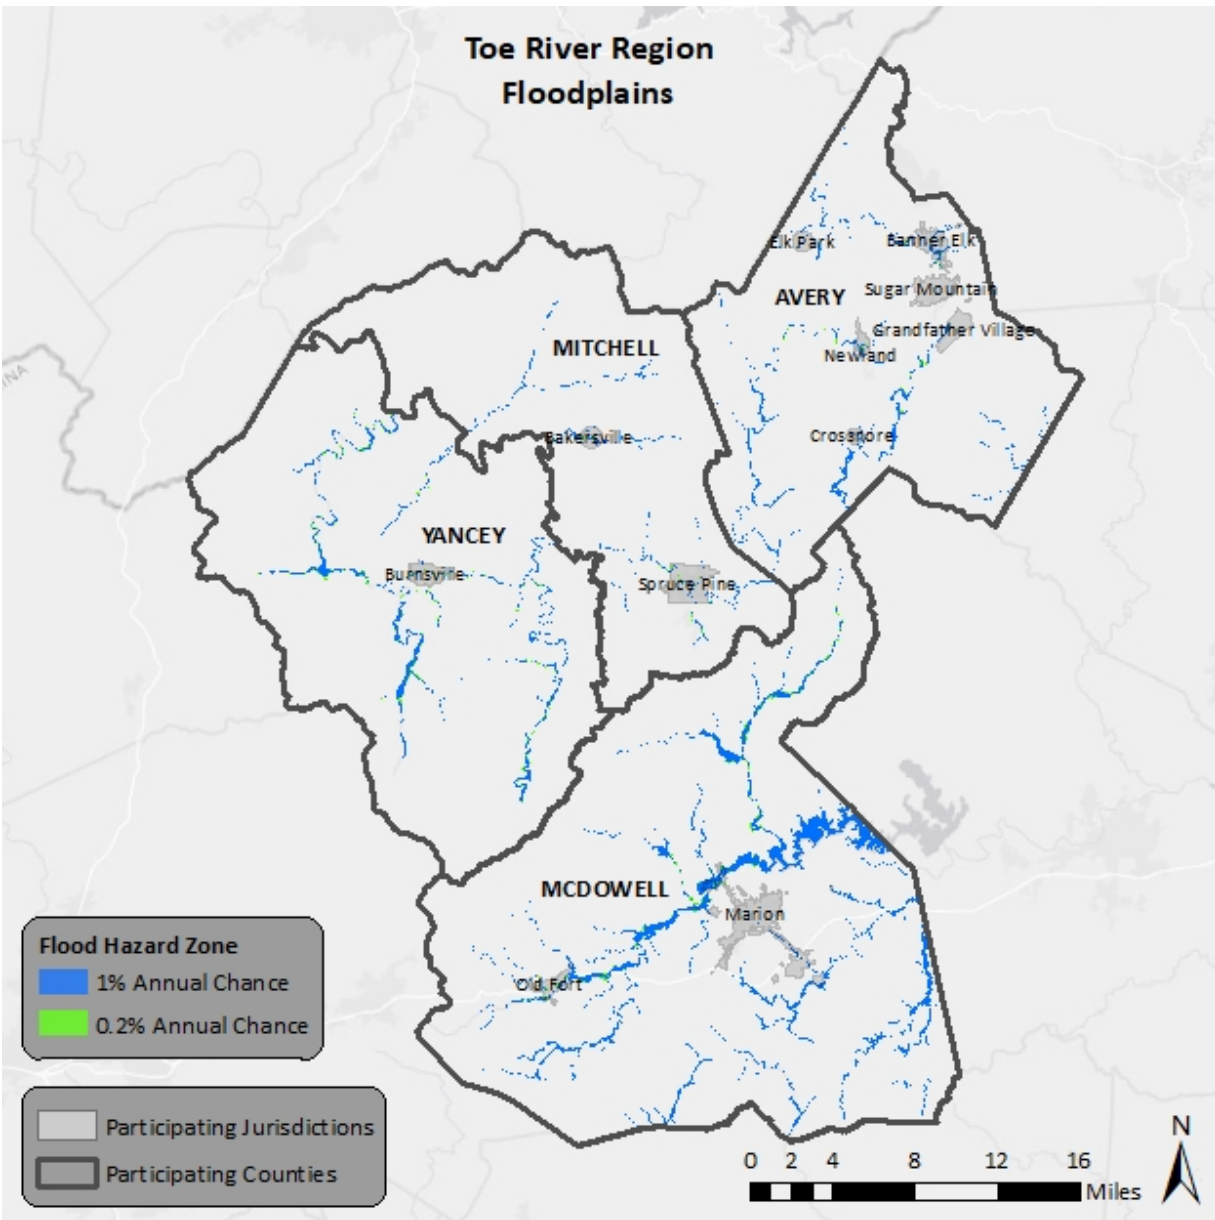 Toe River Region
Floodplains
Elk Park
Banner Elk
Sugar Mountain
AVERY
Grandfather Village
Newland
MITCHELL
INA
Bakersville
Crossnore
YANCEY
Burnsville
Spruce Pine
MCDOWELL
Marion
Old Fort
Flood Hazard Zone
1% Annual Chance
0.2% Annual Chance
Participating Jurisdictions
Participating Counties
N
0 2 4 8 12 16
Miles